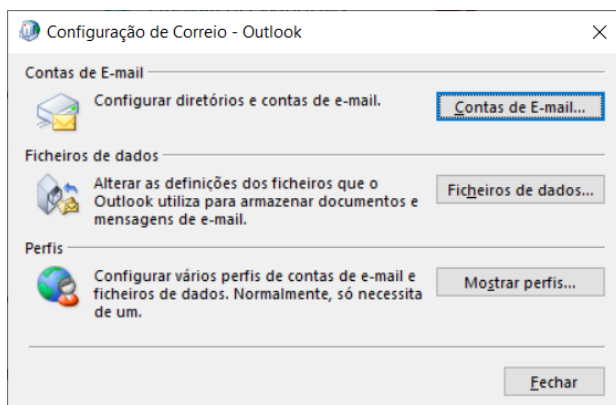 Configuração de Correio - Outlook
Contas de E-mail
Configurar diretórios e contas de e-mail.
Contas de E-mail...
Ficheiros de dados
Alterar as definições dos ficheiros que o
Outlook utiliza para armazenar documentos e
mensagens de e-mail.
Ficheiros de dados...
Perfis
Configurar vários perfis de contas de e-mail e
ficheiros de dados. Normalmente, só necessita
de um.
Mostrar perfis...
Fechar